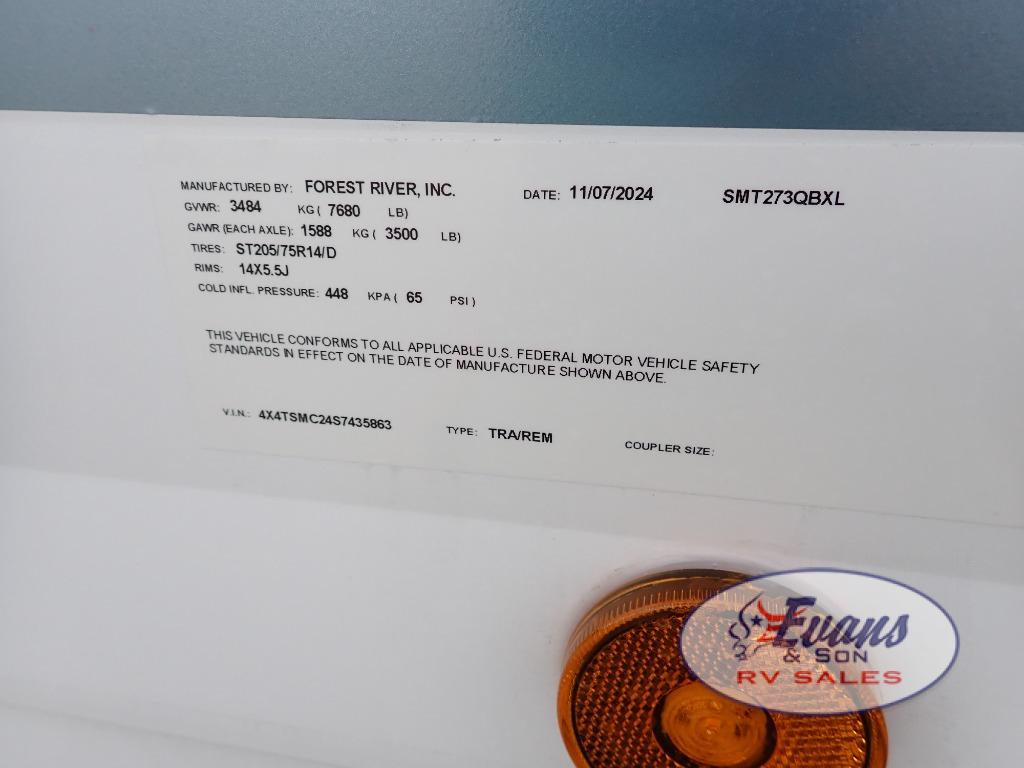 MANUFACTURED BY: FOREST RIVER, INC. DATE: 11/07/2024 SMT273QBXL
GVWR: 3484 KG ( 7680 LB)
GAWR (EACH AXLE): 1588 KG ( 3500 LB)
TIRES: ST205/75R14/D
RIMS: 14X5.5J
COLD INFL. PRESSURE: 448 KPA ( 65 PSI )
THIS VEHICLE CONFORMS TO ALL APPLICABLE U.S. FEDERAL MOTOR VEHICLE SAFETY
STANDARDS IN EFFECT ON THE DATE OF MANUFACTURE SHOWN ABOVE.
V.I.N.: 4X4TSMC24S7435863 TYPE: TRA/REM COUPLER SIZE:
Evans
& SON
RV SALES